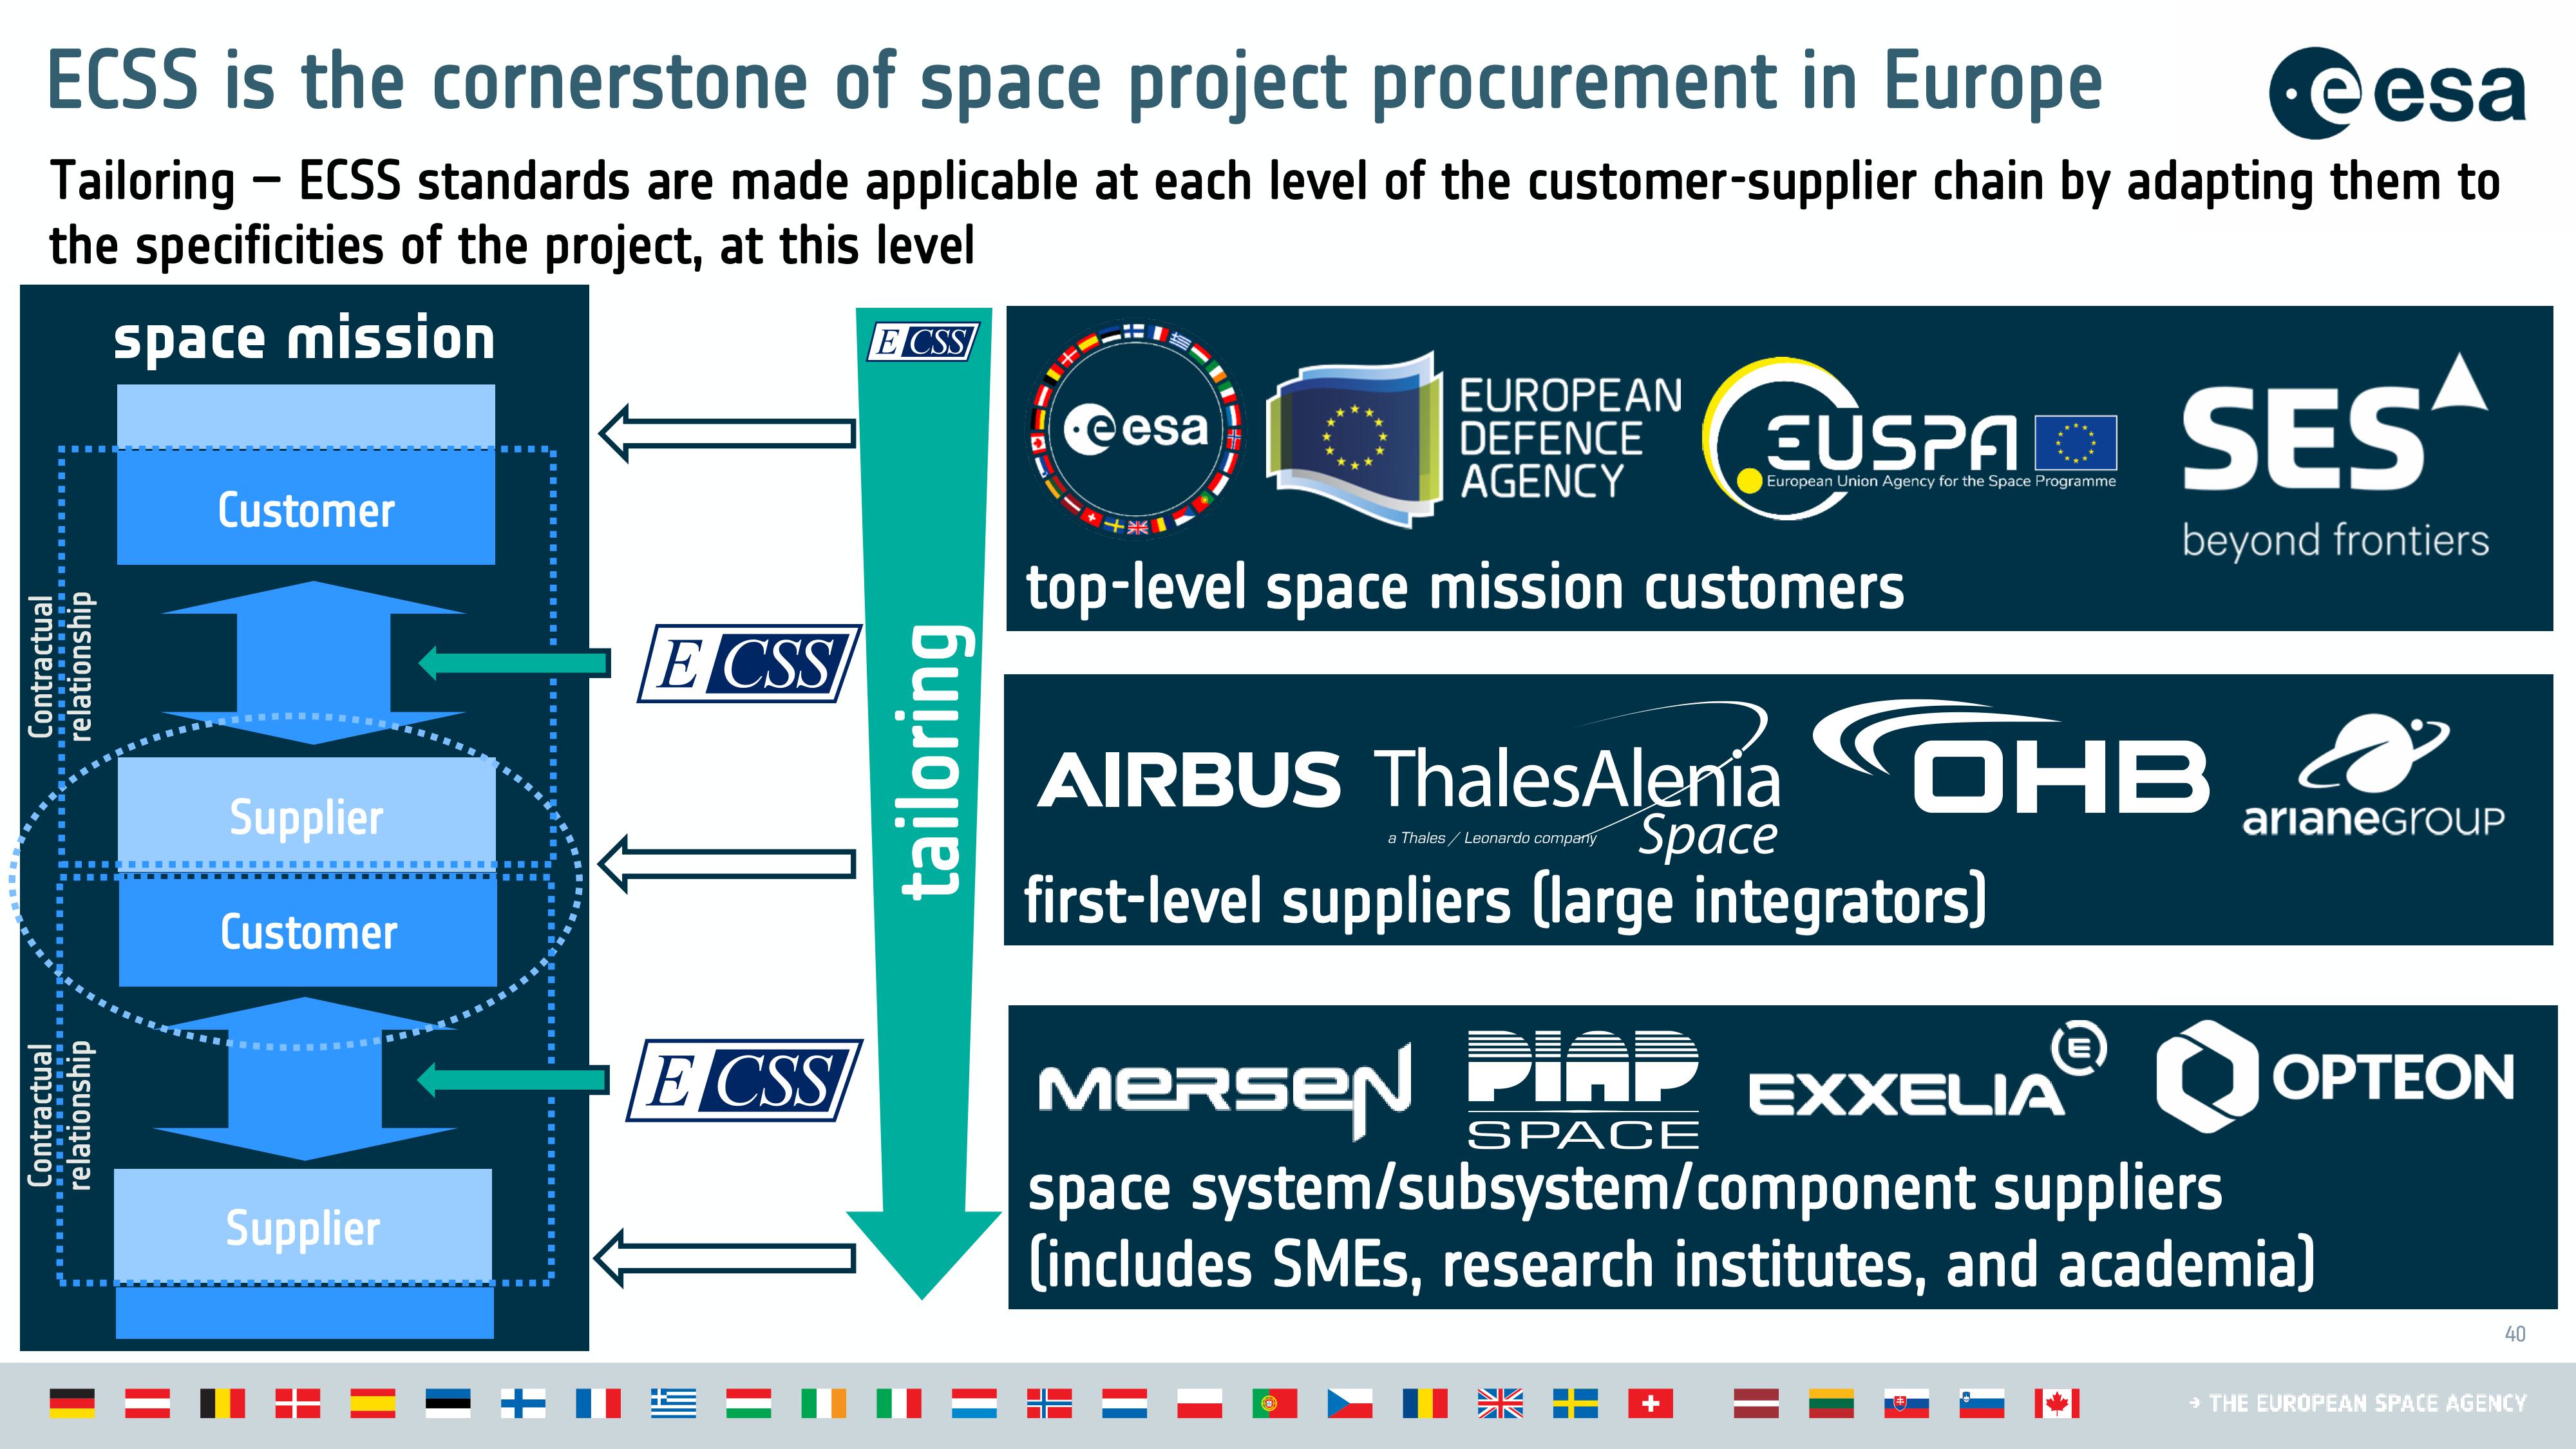 ECSS is the cornerstone of space project procurement in Europe
esa
Tailoring – ECSS standards are made applicable at each level of the customer-supplier chain by adapting them to
the specificities of the project, at this level
space mission
Customer
Contractual
relationship
Supplier
Customer
Contractual
relationship
Supplier
ECSS
ECSS
ECSS
tailoring
esa
EUROPEAN
DEFENCE
AGENCY
EUSPA
European Union Agency for the Space Programme
SES
beyond frontiers
top-level space mission customers
AIRBUS
ThalesAlenia
a Thales / Leonardo company
Space
OHB
arianeGROUP
first-level suppliers (large integrators)
mersen
PIAP
SPACE
EXXELIA
E
OPTEON
space system/subsystem/component suppliers
(includes SMEs, research institutes, and academia)
40
→ THE EUROPEAN SPACE AGENCY